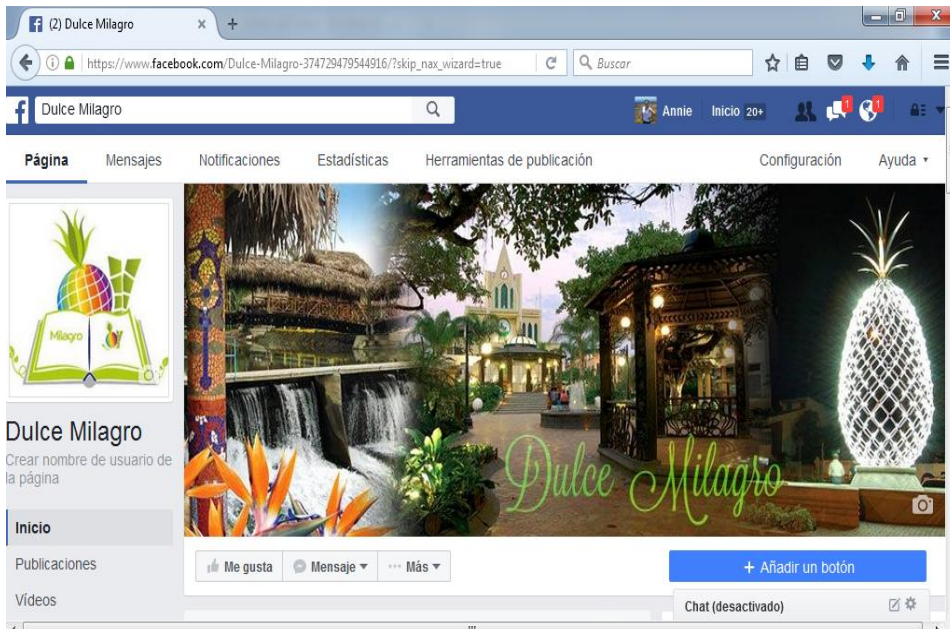 (2) Dulce Milagro
https://www.facebook.com/Dulce-Milagro-374729479544916/?skip_nax_wizard=true
Buscar
Dulce Milagro
Annie Inicio 20+ 1 1
Página Mensajes Notificaciones Estadísticas Herramientas de publicación Configuración Ayuda
Milagro
Dulce Milagro
Dulce Milagro
Crear nombre de usuario de
la página
Inicio
Publicaciones
Vídeos
Me gusta Mensaje Más
+ Añadir un botón
Chat (desactivado)